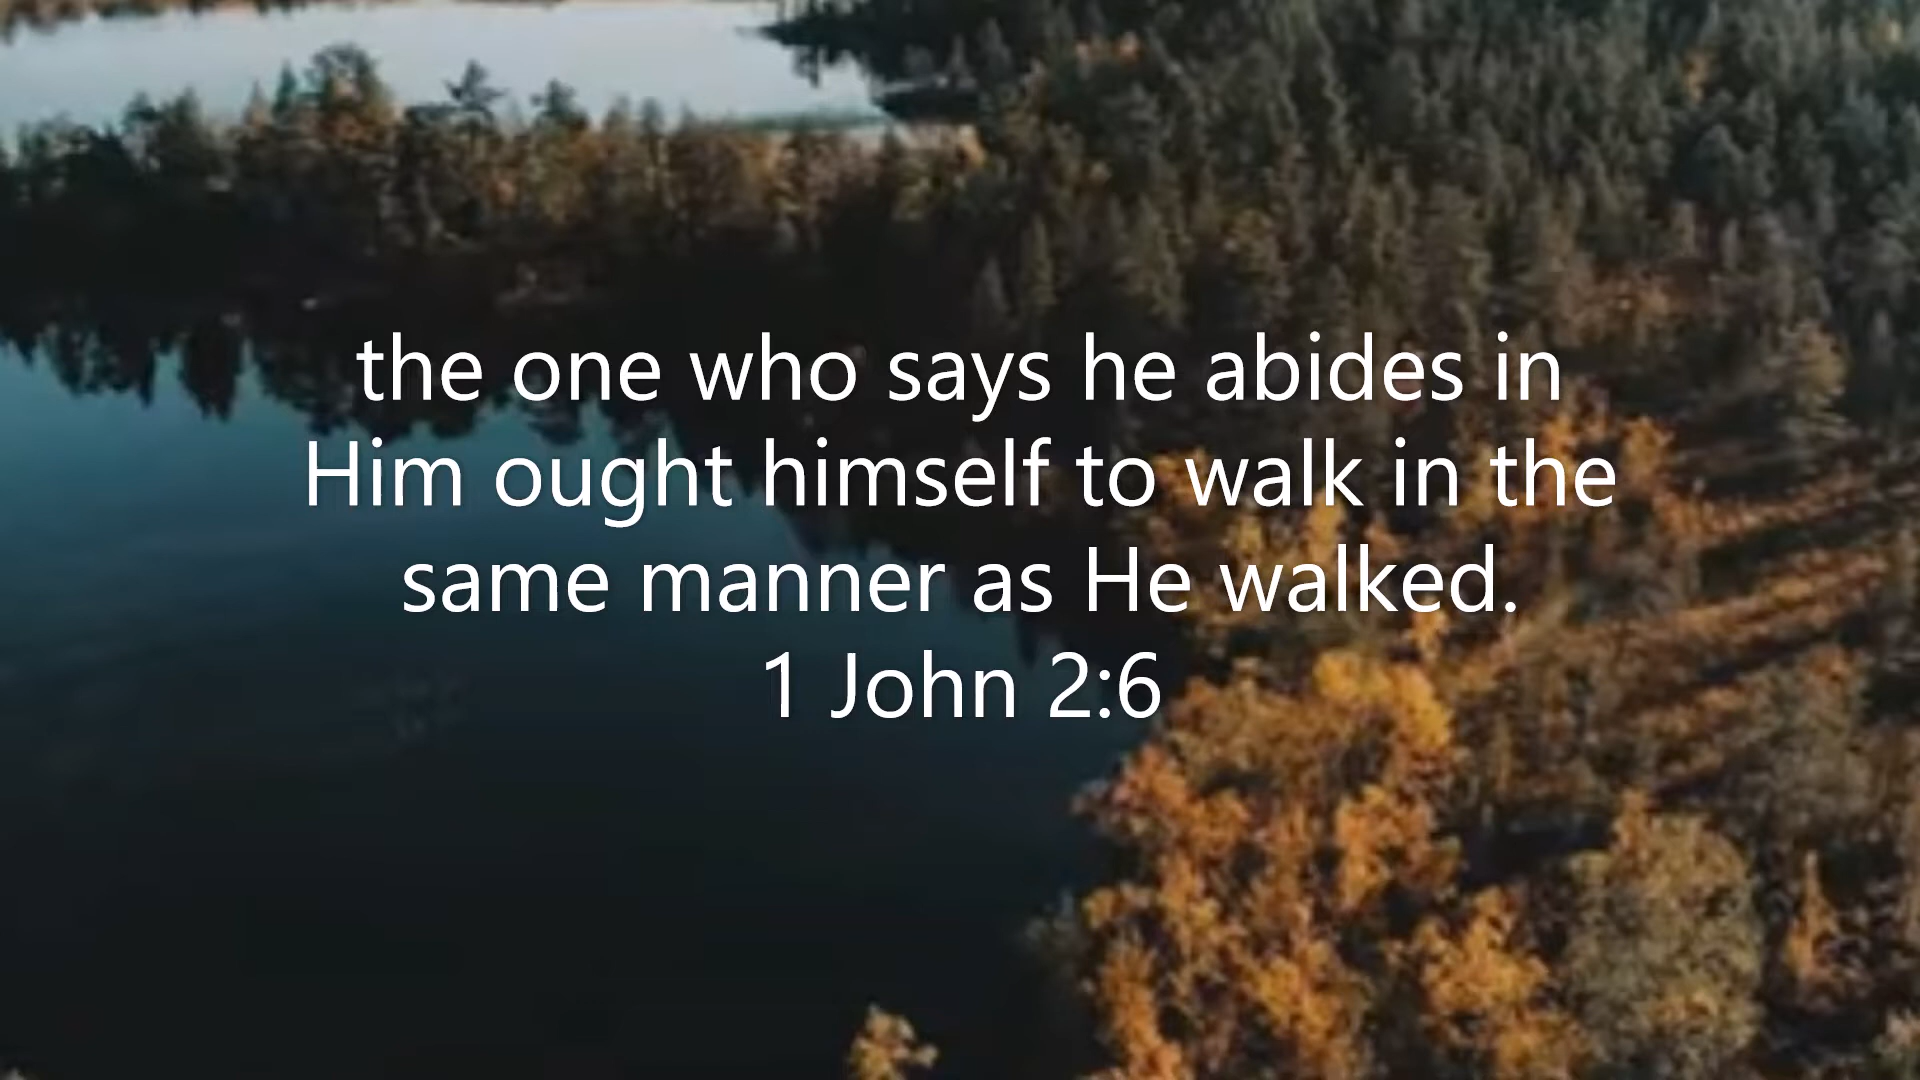 the one who says he abides in
Him ought himself to walk in the
same manner as He walked.
1 John 2:6